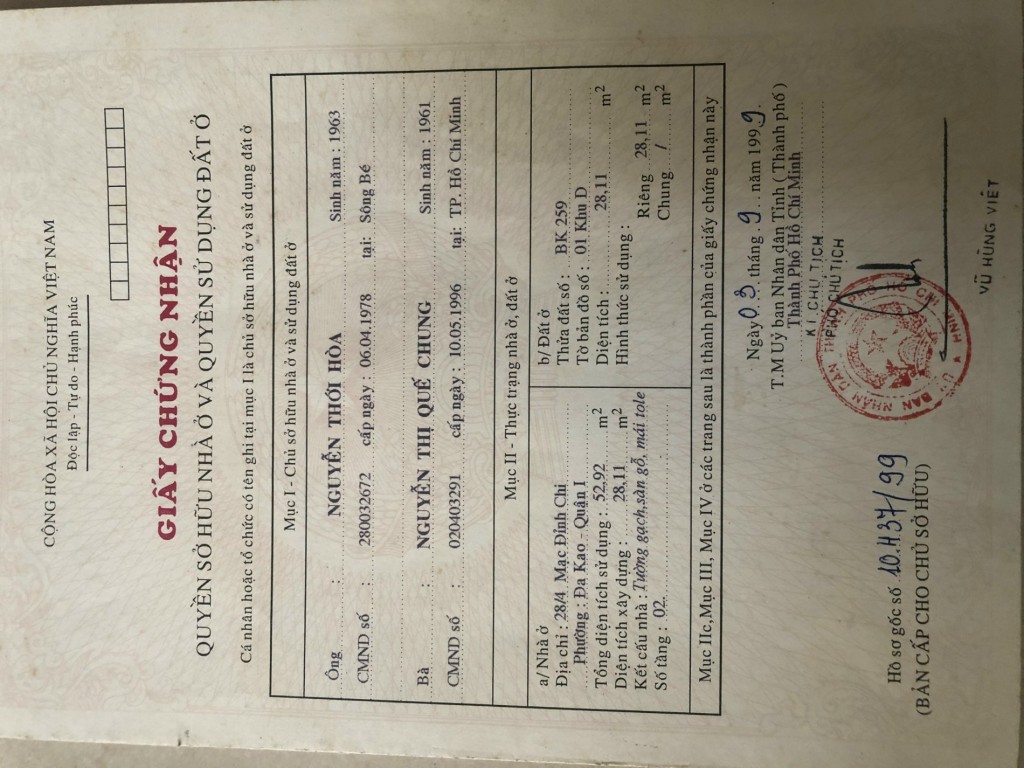 CỘNG HÒA XÃ HỘI CHỦ NGHĨA VIỆT NAM
Độc lập - Tự do - Hạnh phúc
GIẤY CHỨNG NHẬN
QUYỀN SỞ HỮU NHÀ Ở VÀ QUYỀN SỬ DỤNG ĐẤT Ở
Cá nhân hoặc tổ chức có tên ghi tại mục I là chủ sở hữu nhà ở và sử dụng đất ở
Mục I - Chủ sở hữu nhà ở và sử dụng đất ở
Ông : NGUYỄN THỚI HÒA Sinh năm : 1963
CMND số : 280032672 cấp ngày : 06.04.1978 tại: Sông Bé
Bà : NGUYỄN THỊ QUẾ CHUNG Sinh năm : 1961
CMND số : 020403291 cấp ngày : 10.05.1996 tại: TP. Hồ Chí Minh
Mục II - Thực trạng nhà ở, đất ở
a/ Nhà ở
Địa chỉ : 28/4 Mạc Đĩnh Chi
Phường : Đa Kao - Quận I
Tổng diện tích sử dụng : 52,92 m2
Diện tích xây dựng : 28,11 m2
Kết cấu nhà : Tường gạch,sàn gỗ, mái tole
Số tầng : 02
b/ Đất ở
Thửa đất số : BK 259
Tờ bản đồ số : 01 Khu D
Diện tích : 28,11 m2
Hình thức sử dụng :
Riêng 28,11 m2
Chung / m2
Mục IIc,Mục III, Mục IV ở các trang sau là thành phần của giấy chứng nhận này
Ngày 03 tháng 9 năm 1999
T.M Uỷ ban Nhân dân Tỉnh ( Thành phố )
Thành Phố Hồ Chí Minh
KT. CHỦ TỊCH
PHÓ CHỦ TỊCH
VŨ HÙNG VIỆT
Hồ sơ gốc số 10.437/99
(BẢN CẤP CHO CHỦ SỞ HỮU)